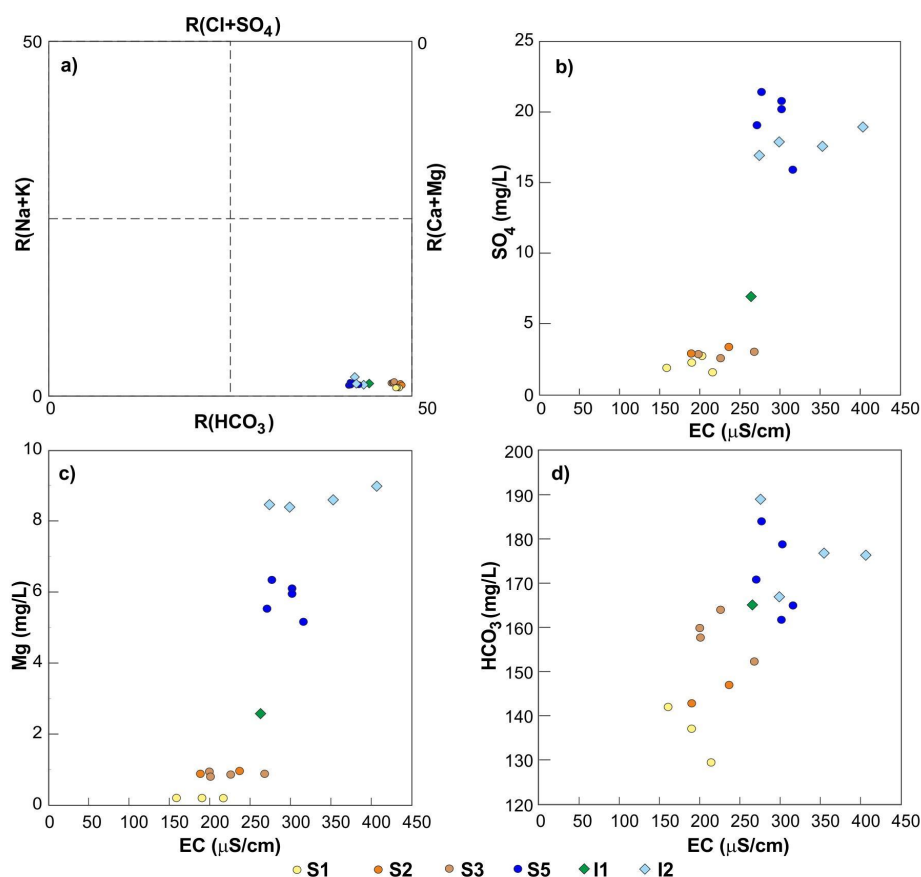 R(Cl+SO₄)
50
0
a)
R(Na+K)
R(Ca+Mg)
0
0
50
R(HCO₃)
25
20
15
10
5
0
b)
SO₄ (mg/L)
0 50 100 150 200 250 300 350 400 450
EC (μS/cm)
10
8
6
4
2
0
c)
Mg (mg/L)
0 50 100 150 200 250 300 350 400 450
EC (μS/cm)
200
190
180
170
160
150
140
130
120
d)
HCO₃(mg/L)
0 50 100 150 200 250 300 350 400 450
EC (μS/cm)
S1 S2 S3 S5 I1 I2